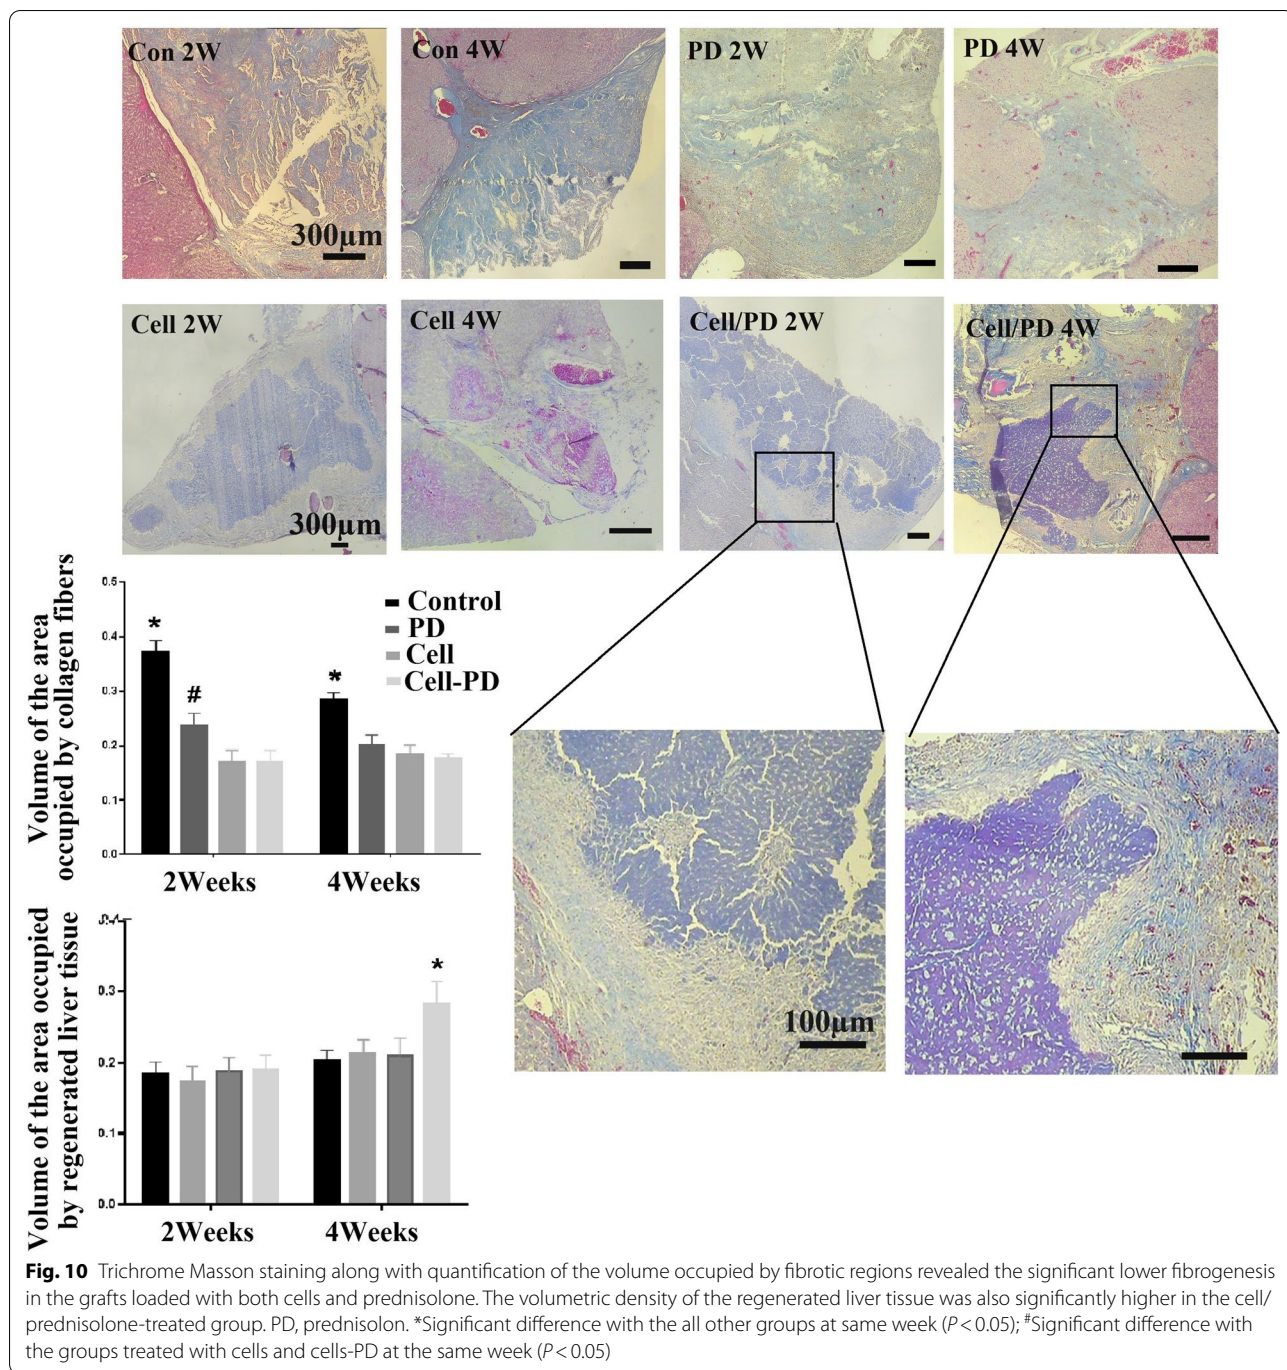 Con 2W
Con 4W
PD 2W
PD 4W
300µm
Cell 2W
Cell 4W
Cell/PD 2W
Cell/PD 4W
300µm
Volume of the area
occupied by collagen fibers
0.5
0.4
0.3
0.2
0.1
0.0
Control
PD
Cell
Cell-PD
*
#
*
2Weeks
4Weeks
Volume of the area occupied
by regenerated liver tissue
0.4
0.3
0.2
0.1
0.0
*
2Weeks
4Weeks
100µm
Fig. 10 Trichrome Masson staining along with quantification of the volume occupied by fibrotic regions revealed the significant lower fibrogenesis
in the grafts loaded with both cells and prednisolone. The volumetric density of the regenerated liver tissue was also significantly higher in the cell/
prednisolone-treated group. PD, prednisolon. *Significant difference with the all other groups at same week (P < 0.05); #Significant difference with
the groups treated with cells and cells-PD at the same week (P < 0.05)